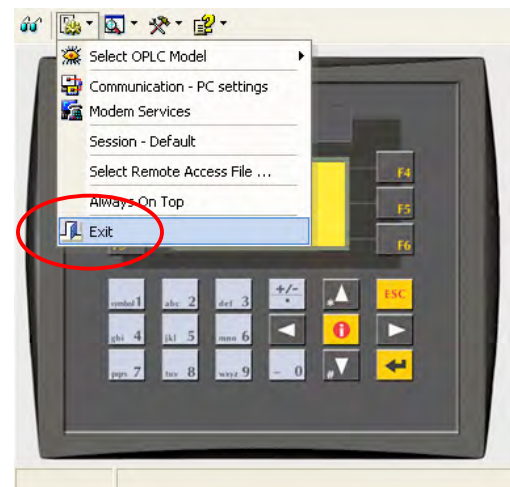 Select OPLC Model
Communication - PC settings
Modem Services
Session - Default
Select Remote Access File ...
Always On Top
Exit
F4
F5
F6
symbol 1 abc 2 def 3 +/- * ESC
ghi 4 jkl 5 mno 6 i
pqrs 7 tuv 8 wxyz 9 - 0 #